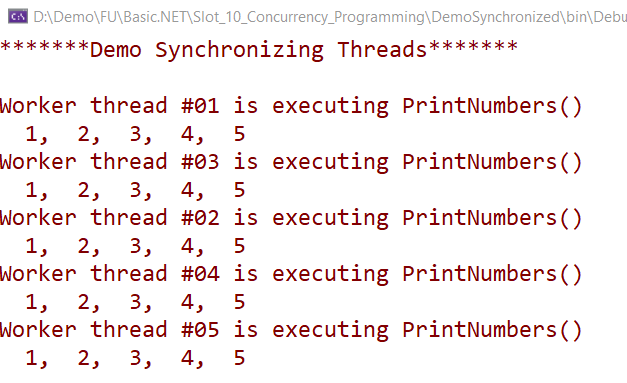 C:\
D:\Demo\FU\Basic.NET\Slot_10_Concurrency_Programming\DemoSynchronized\bin\Debu
*******Demo Synchronizing Threads*******
Worker thread #01 is executing PrintNumbers()
1, 2, 3, 4, 5
Worker thread #03 is executing PrintNumbers()
1, 2, 3, 4, 5
Worker thread #02 is executing PrintNumbers()
1, 2, 3, 4, 5
Worker thread #04 is executing PrintNumbers()
1, 2, 3, 4, 5
Worker thread #05 is executing PrintNumbers()
1, 2, 3, 4, 5